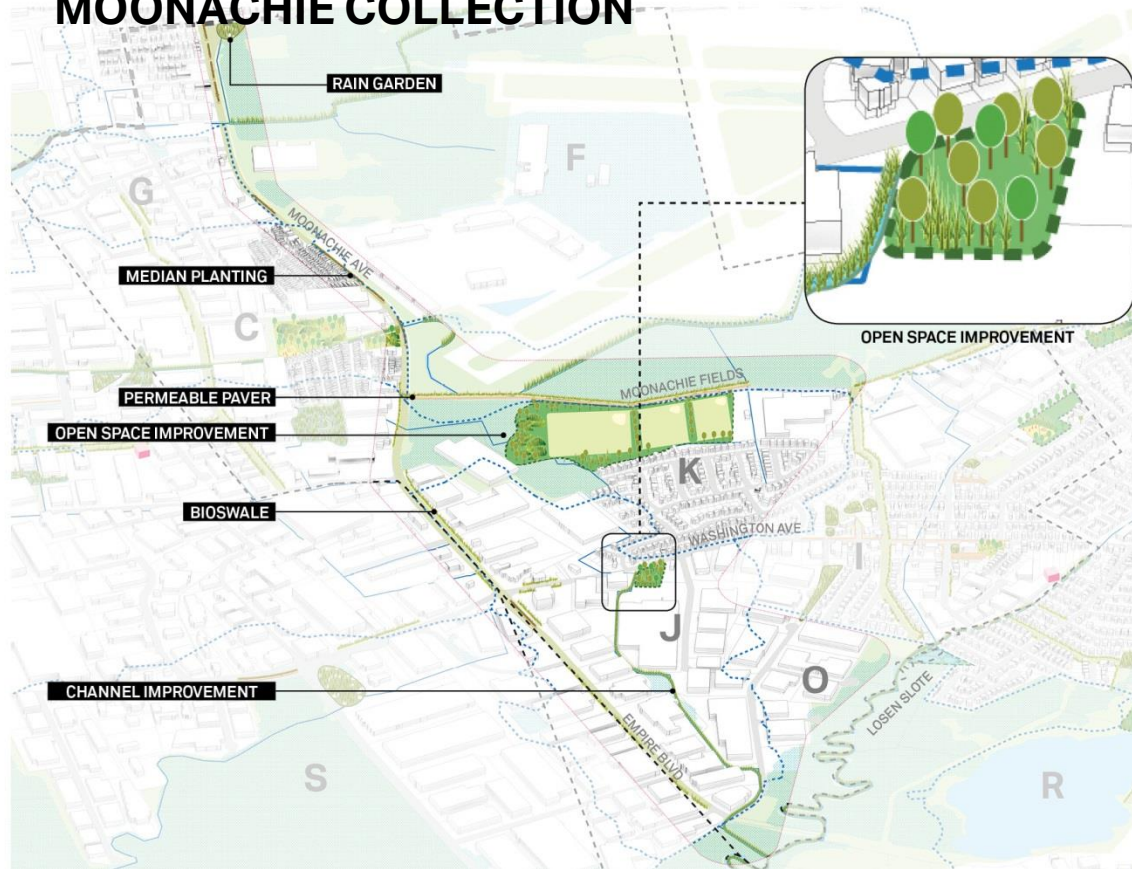 MOONACHIE COLLECTION
RAIN GARDEN
F
G
MOONACHIE AVE
MEDIAN PLANTING
C
OPEN SPACE IMPROVEMENT
MOONACHIE FIELDS
PERMEABLE PAVER
OPEN SPACE IMPROVEMENT
K
BIOSWALE
WASHINGTON AVE
I
J
O
CHANNEL IMPROVEMENT
LOSEN SLOTE
EMPIRE BLVD
S
R